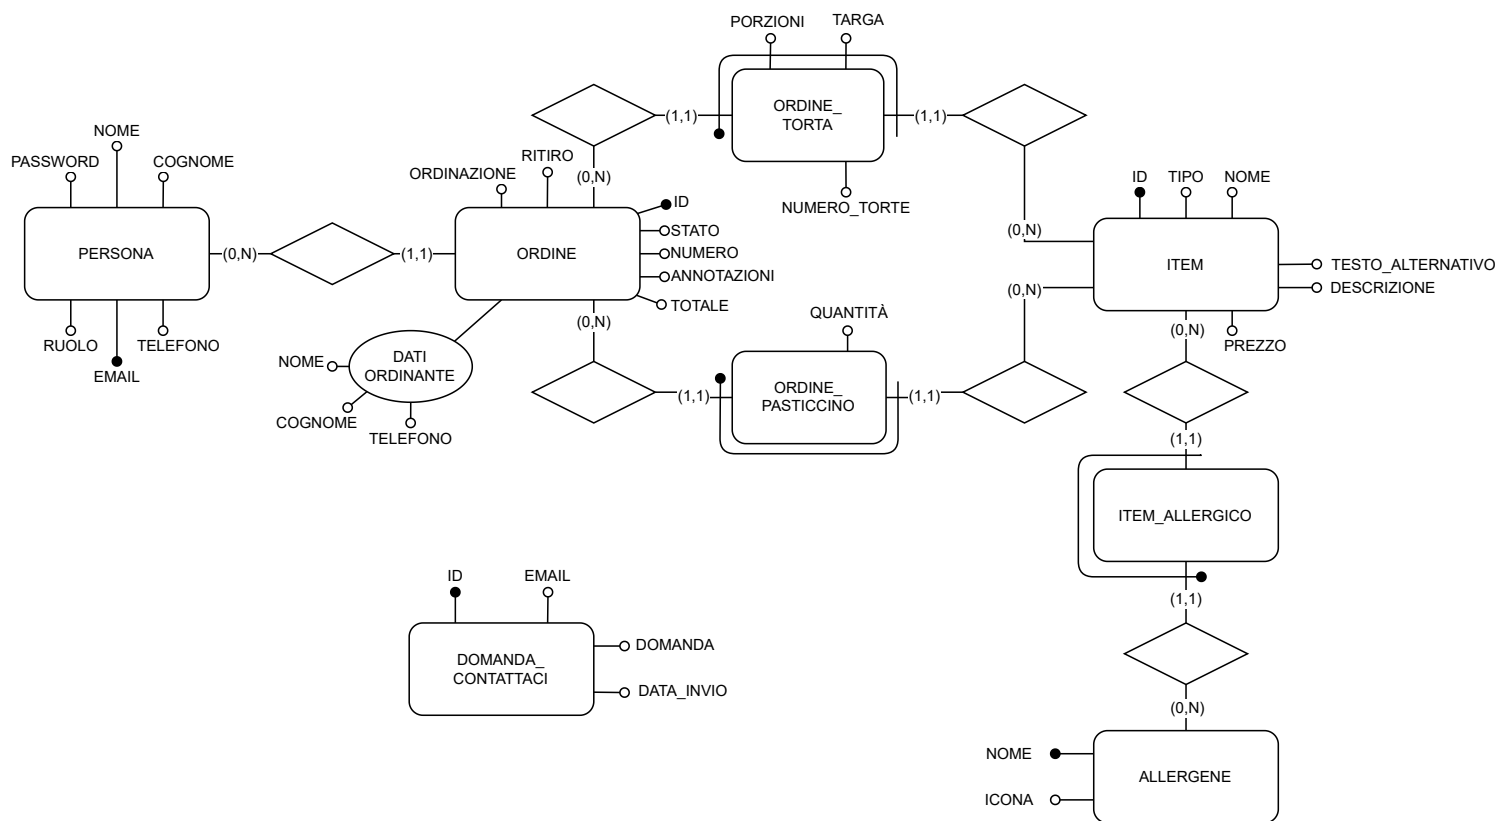 PORZIONI
TARGA
ORDINE_
TORTA
(1,1)
(1,1)
NUMERO_TORTE
NOME
PASSWORD
COGNOME
PERSONA
RUOLO
TELEFONO
EMAIL
(0,N)
(1,1)
ORDINAZIONE
RITIRO
(0,N)
ID
STATO
NUMERO
ANNOTAZIONI
TOTALE
ORDINE
(0,N)
DATI
ORDINANTE
NOME
COGNOME
TELEFONO
QUANTITÀ
(1,1)
ORDINE_
PASTICCINO
(1,1)
ID
TIPO
NOME
(0,N)
ITEM
TESTO_ALTERNATIVO
DESCRIZIONE
(0,N)
(0,N)
PREZZO
(1,1)
ITEM_ALLERGICO
(1,1)
(0,N)
NOME
ALLERGENE
ICONA
ID
EMAIL
DOMANDA_
CONTATTACI
DOMANDA
DATA_INVIO